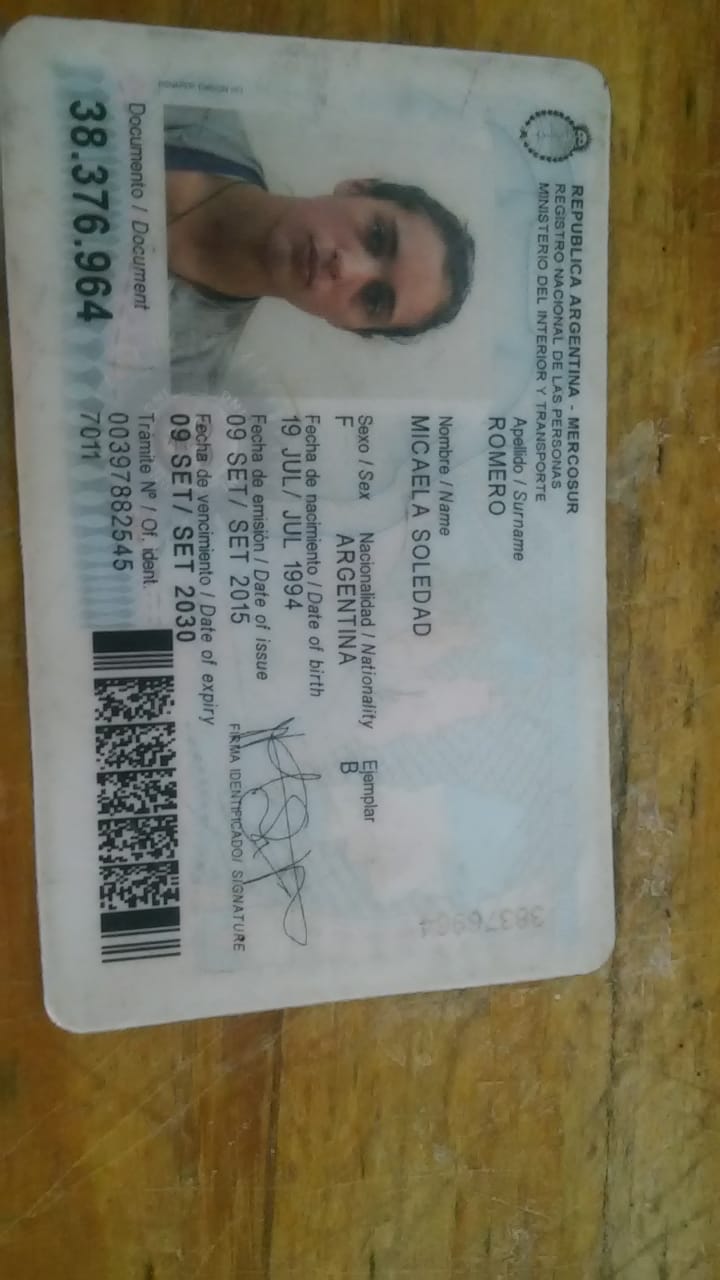 REPUBLICA ARGENTINA - MERCOSUR
REGISTRO NACIONAL DE LAS PERSONAS
MINISTERIO DEL INTERIOR Y TRANSPORTE
Apellido / Surname
ROMERO
Nombre / Name
MICAELA SOLEDAD
Sexo / Sex Nacionalidad / Nationality Ejemplar
F ARGENTINA B
Fecha de nacimiento / Date of birth
19 JUL/ JUL 1994
Fecha de emisión / Date of issue
09 SET/ SET 2015
FIRMA IDENTIFICADO/ SIGNATURE
Fecha de vencimiento / Date of expiry
09 SET/ SET 2030
Documento / Document
38.376.964
Trámite Nº / Of. ident.
00397882545
7011
38376964